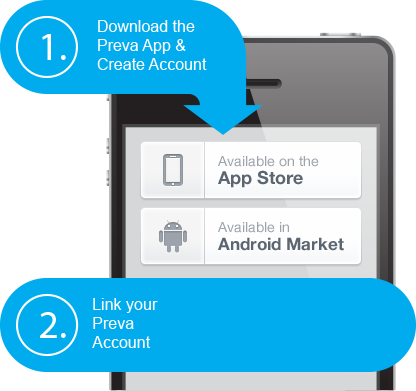 1.
Download the
Preva App &
Create Account
Available on the
App Store
Available in
Android Market
2.
Link your
Preva
Account